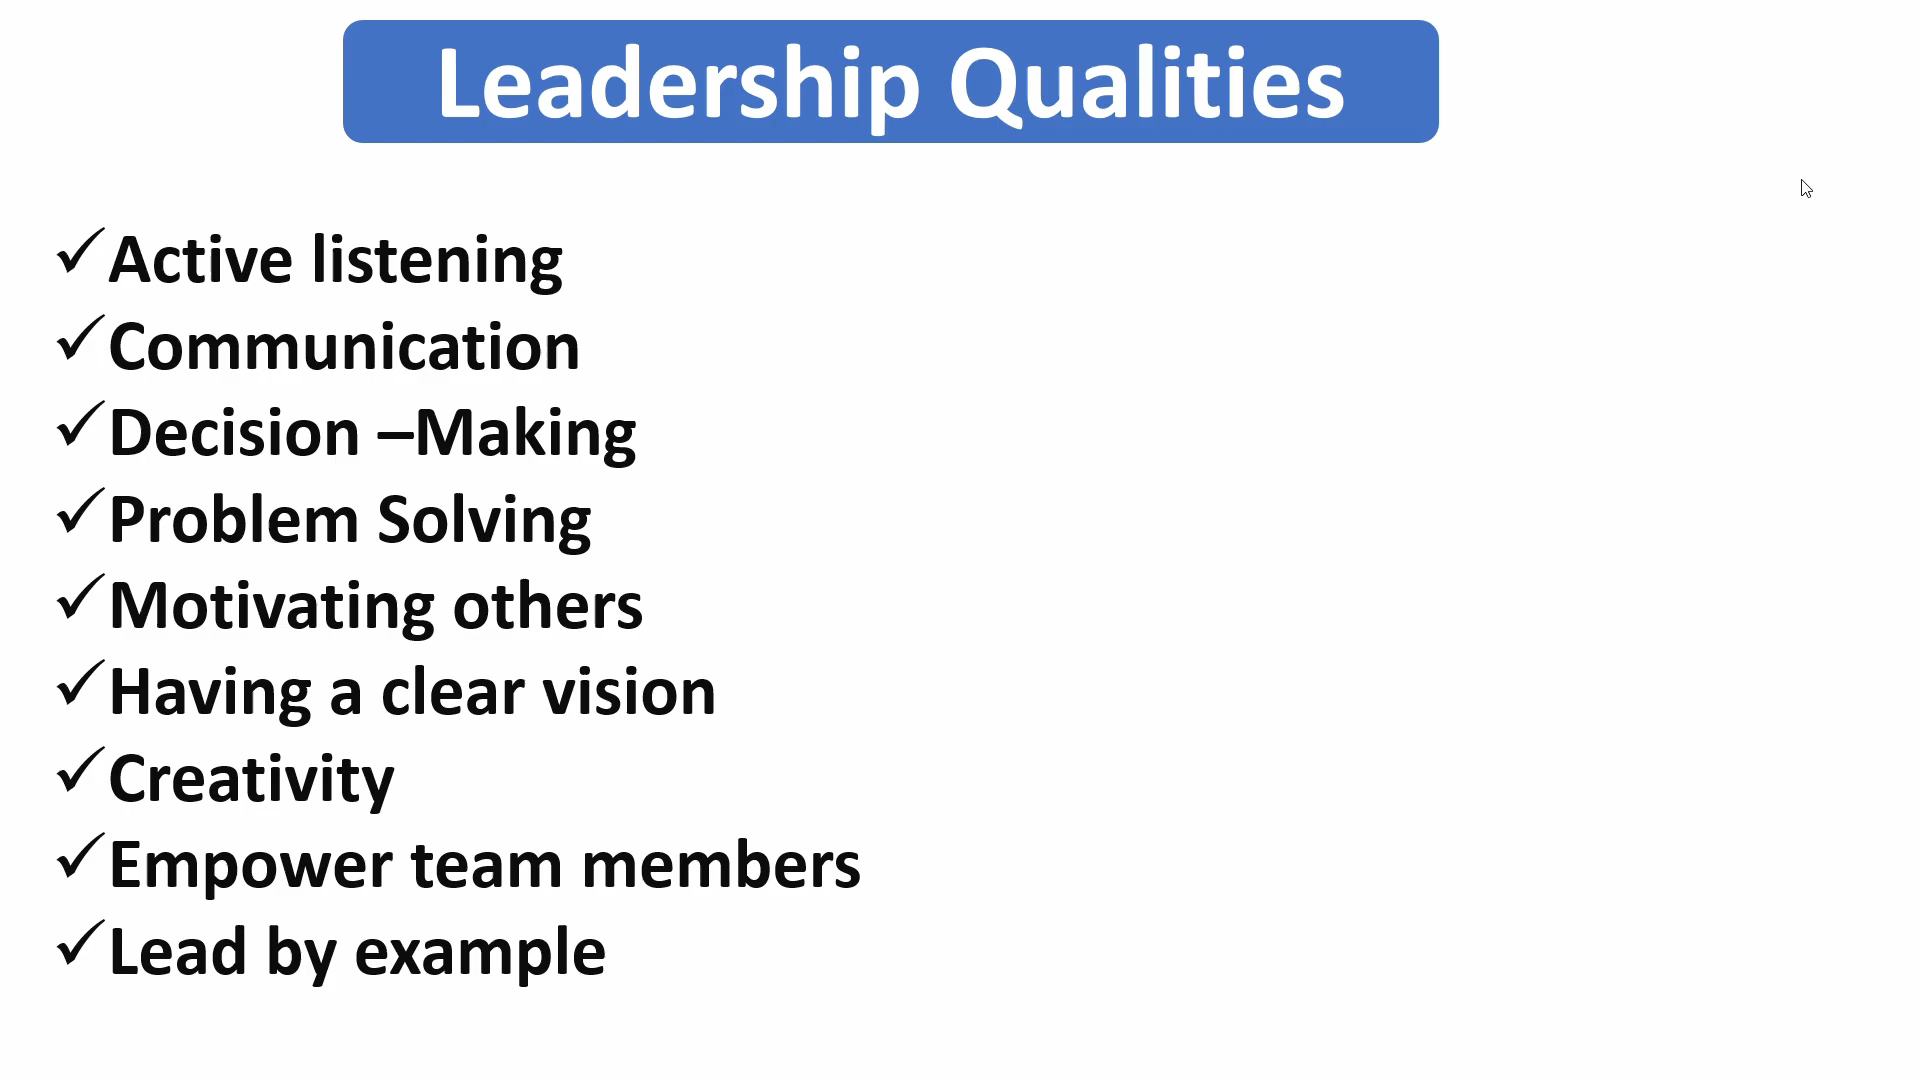 Leadership Qualities
✓Active listening
✓Communication
✓Decision –Making
✓Problem Solving
✓Motivating others
✓Having a clear vision
✓Creativity
✓Empower team members
✓Lead by example